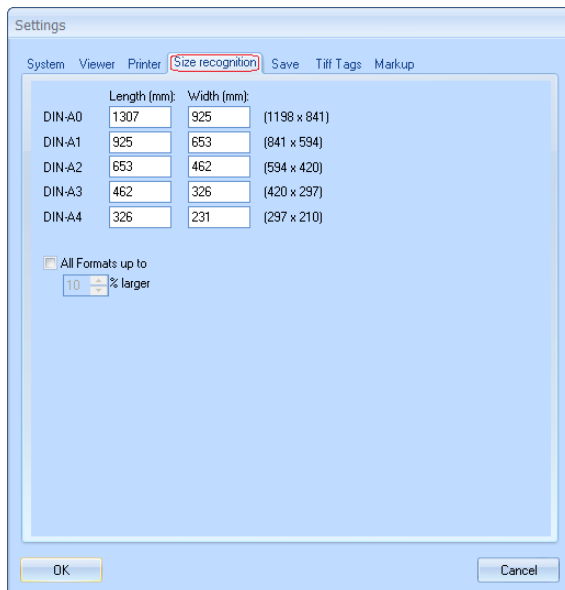 Settings
System Viewer Printer Size recognition Save Tiff Tags Markup
Length (mm): Width (mm):
DIN-A0 1307 925 (1198 x 841)
DIN-A1 925 653 (841 x 594)
DIN-A2 653 462 (594 x 420)
DIN-A3 462 326 (420 x 297)
DIN-A4 326 231 (297 x 210)
All Formats up to
10 % larger
OK Cancel